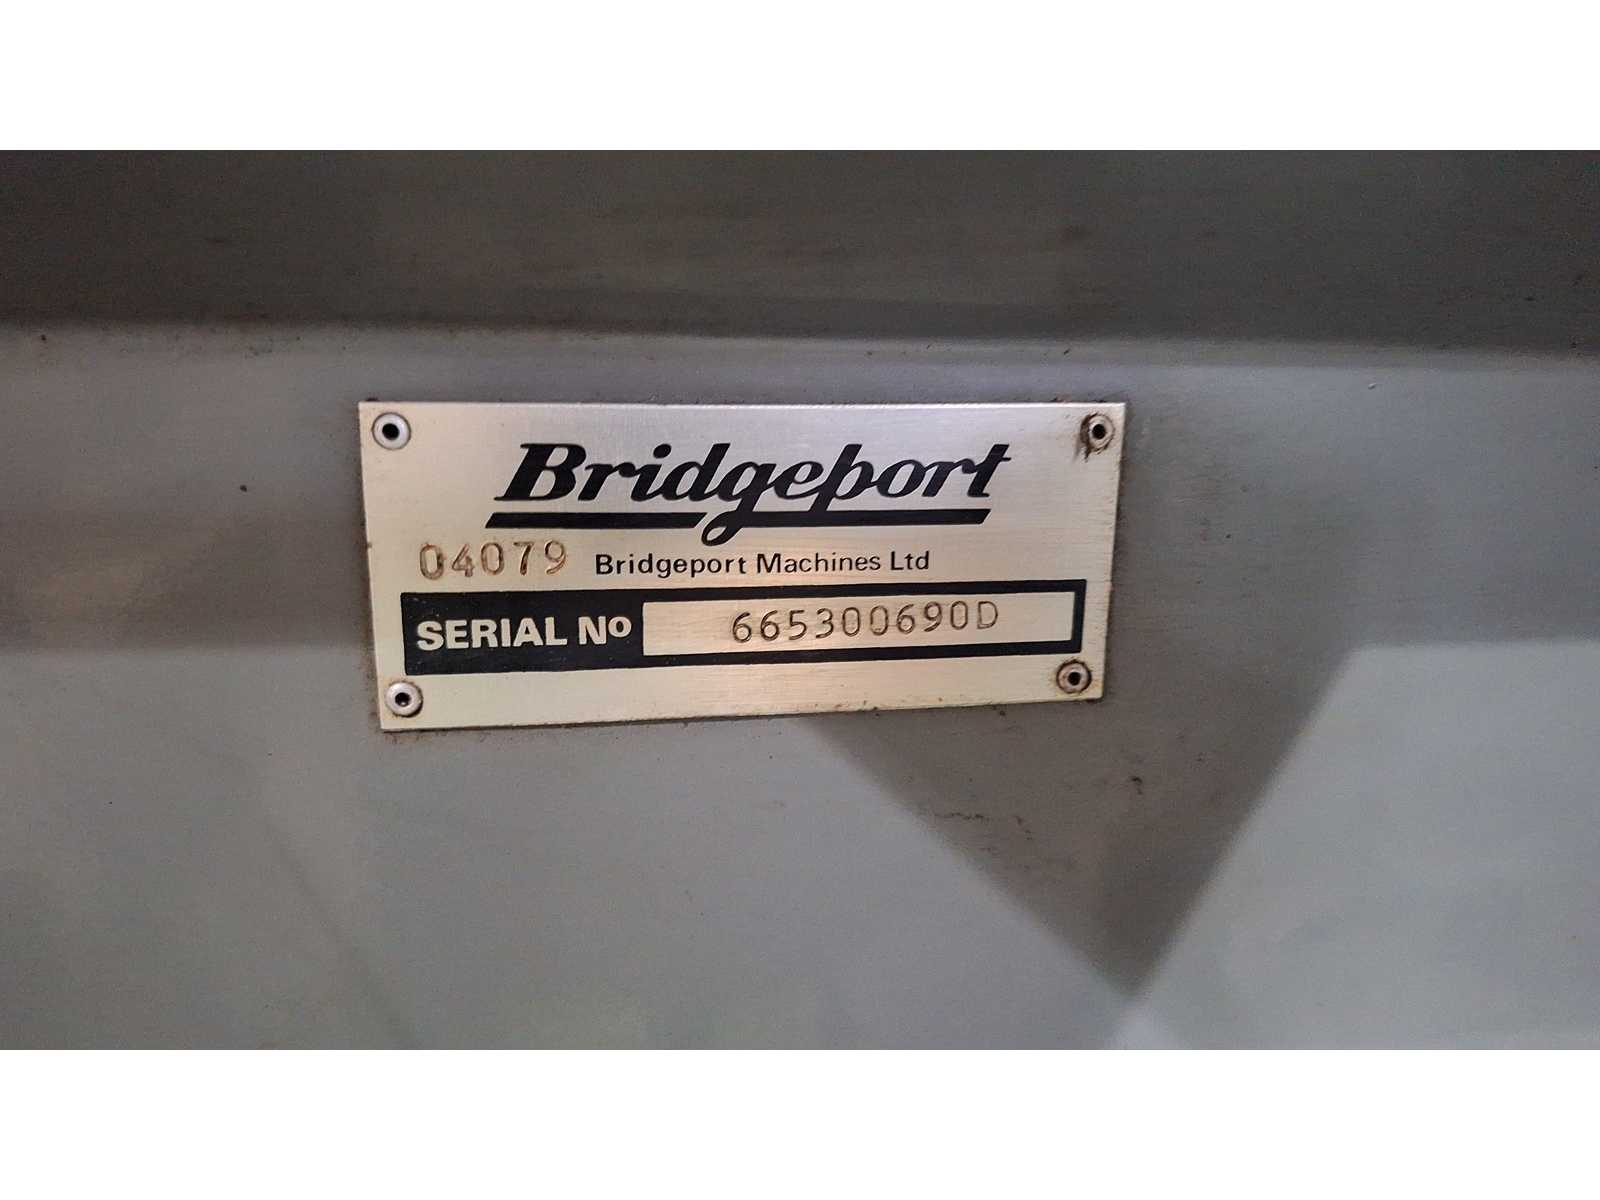 Bridgeport
04079 Bridgeport Machines Ltd
SERIAL Nº 665300690D